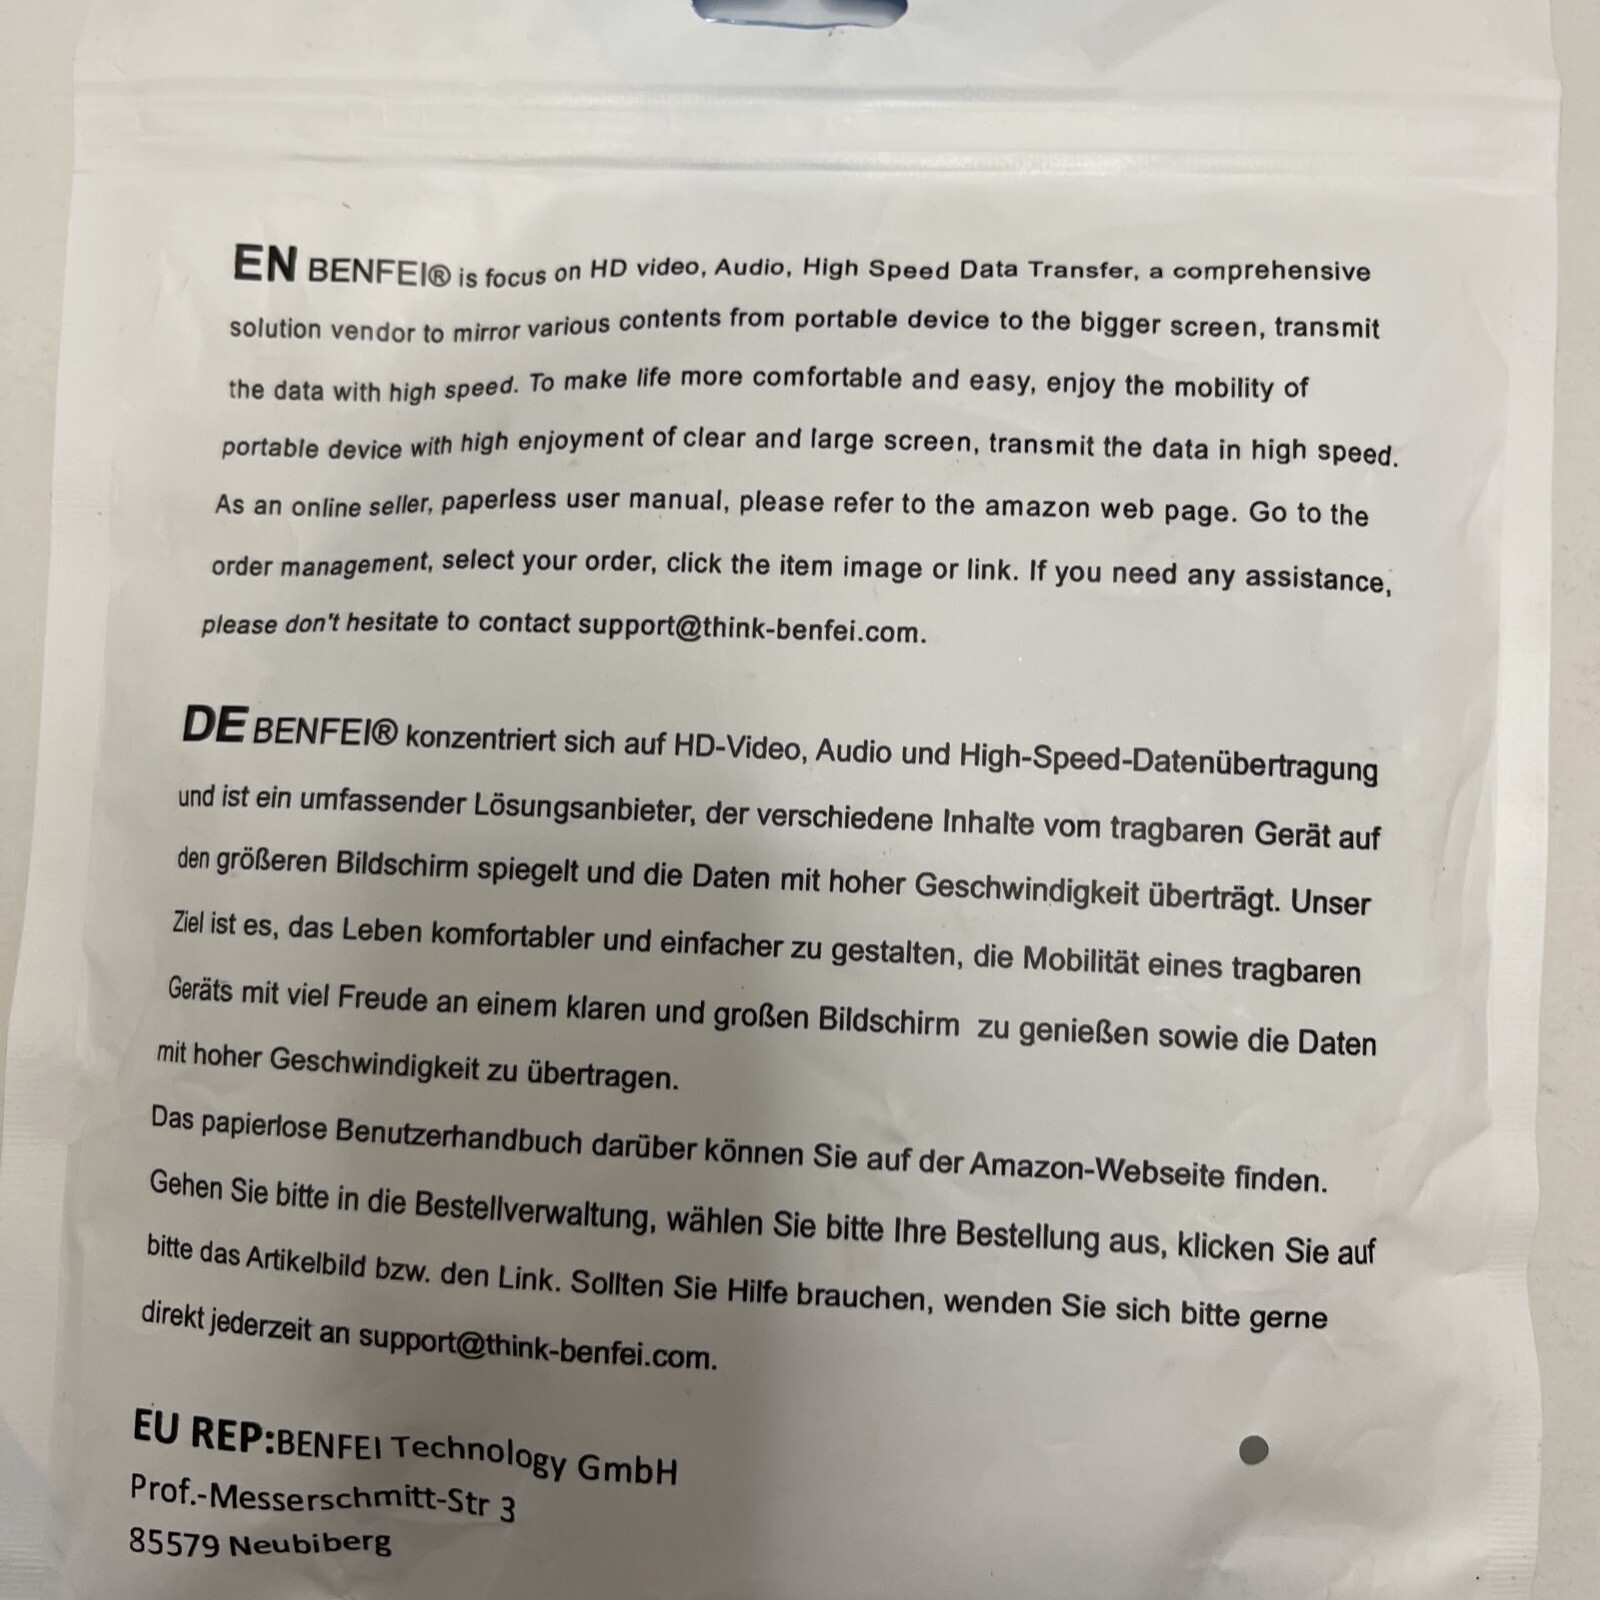 EN BENFEI® is focus on HD video, Audio, High Speed Data Transfer, a comprehensive
solution vendor to mirror various contents from portable device to the bigger screen, transmit
the data with high speed. To make life more comfortable and easy, enjoy the mobility of
portable device with high enjoyment of clear and large screen, transmit the data in high speed.
As an online seller, paperless user manual, please refer to the amazon web page. Go to the
order management, select your order, click the item image or link. If you need any assistance,
please don't hesitate to contact support@think-benfei.com.
DE BENFEI® konzentriert sich auf HD-Video, Audio und High-Speed-Datenübertragung
und ist ein umfassender Lösungsanbieter, der verschiedene Inhalte vom tragbaren Gerät auf
den größeren Bildschirm spiegelt und die Daten mit hoher Geschwindigkeit überträgt. Unser
Ziel ist es, das Leben komfortabler und einfacher zu gestalten, die Mobilität eines tragbaren
Geräts mit viel Freude an einem klaren und großen Bildschirm zu genießen sowie die Daten
mit hoher Geschwindigkeit zu übertragen.
Das papierlose Benutzerhandbuch darüber können Sie auf der Amazon-Webseite finden.
Gehen Sie bitte in die Bestellverwaltung, wählen Sie bitte Ihre Bestellung aus, klicken Sie auf
bitte das Artikelbild bzw. den Link. Sollten Sie Hilfe brauchen, wenden Sie sich bitte gerne
direkt jederzeit an support@think-benfei.com.
EU REP:BENFEI Technology GmbH
Prof.-Messerschmitt-Str 3
85579 Neubiberg